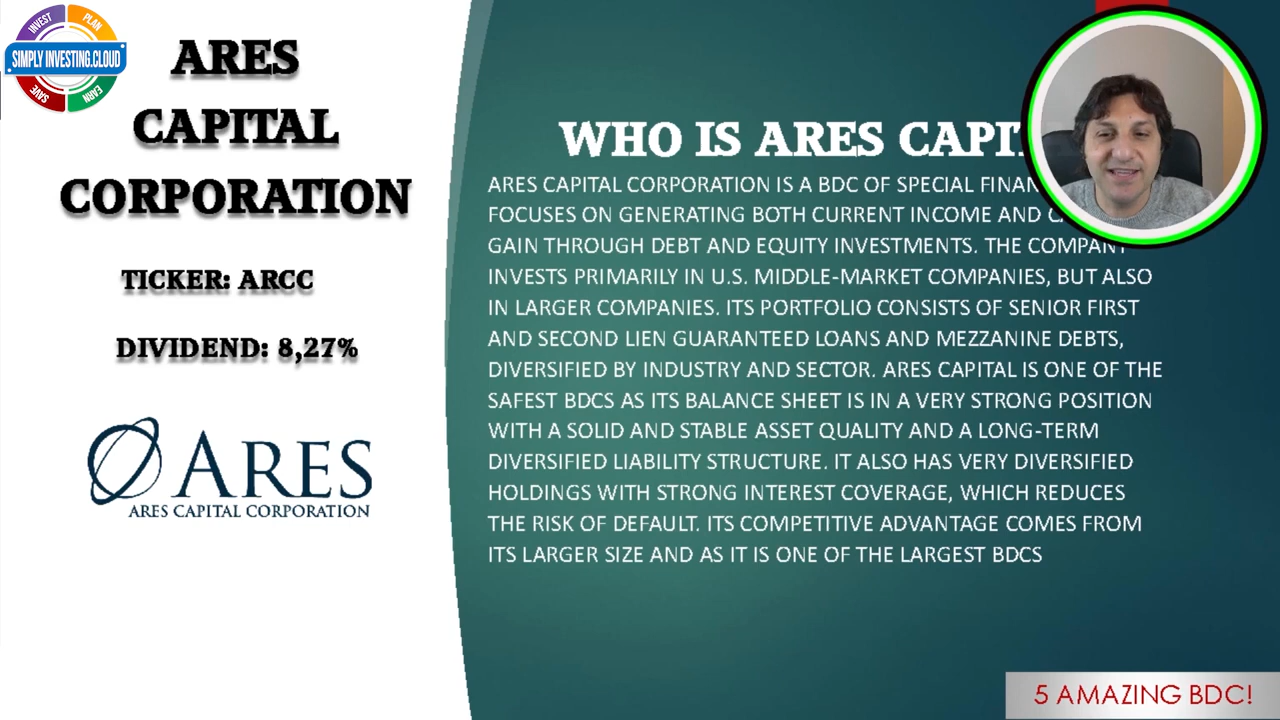 INVEST
PLAN
SIMPLY INVESTING.CLOUD
SAVE
EARN
ARES
CAPITAL
CORPORATION
TICKER: ARCC
DIVIDEND: 8,27%
ARES
ARES CAPITAL CORPORATION
WHO IS ARES
ARES CAPITAL CORPORATION IS A BDC OF SPECIAL
FOCUSES ON GENERATING BOTH CURRENT INCOME AND
GAIN THROUGH DEBT AND EQUITY INVESTMENTS. THE COMPANY
INVESTS PRIMARILY IN U.S. MIDDLE-MARKET COMPANIES, BUT ALSO
IN LARGER COMPANIES. ITS PORTFOLIO CONSISTS OF SENIOR FIRST
AND SECOND LIEN GUARANTEED LOANS AND MEZZANINE DEBTS,
DIVERSIFIED BY INDUSTRY AND SECTOR. ARES CAPITAL IS ONE OF THE
SAFEST BDCS AS ITS BALANCE SHEET IS IN A VERY STRONG POSITION
WITH A SOLID AND STABLE ASSET QUALITY AND A LONG-TERM
DIVERSIFIED LIABILITY STRUCTURE. IT ALSO HAS VERY DIVERSIFIED
HOLDINGS WITH STRONG INTEREST COVERAGE, WHICH REDUCES
THE RISK OF DEFAULT. ITS COMPETITIVE ADVANTAGE COMES FROM
ITS LARGER SIZE AND AS IT IS ONE OF THE LARGEST BDCS
5 AMAZING BDC!